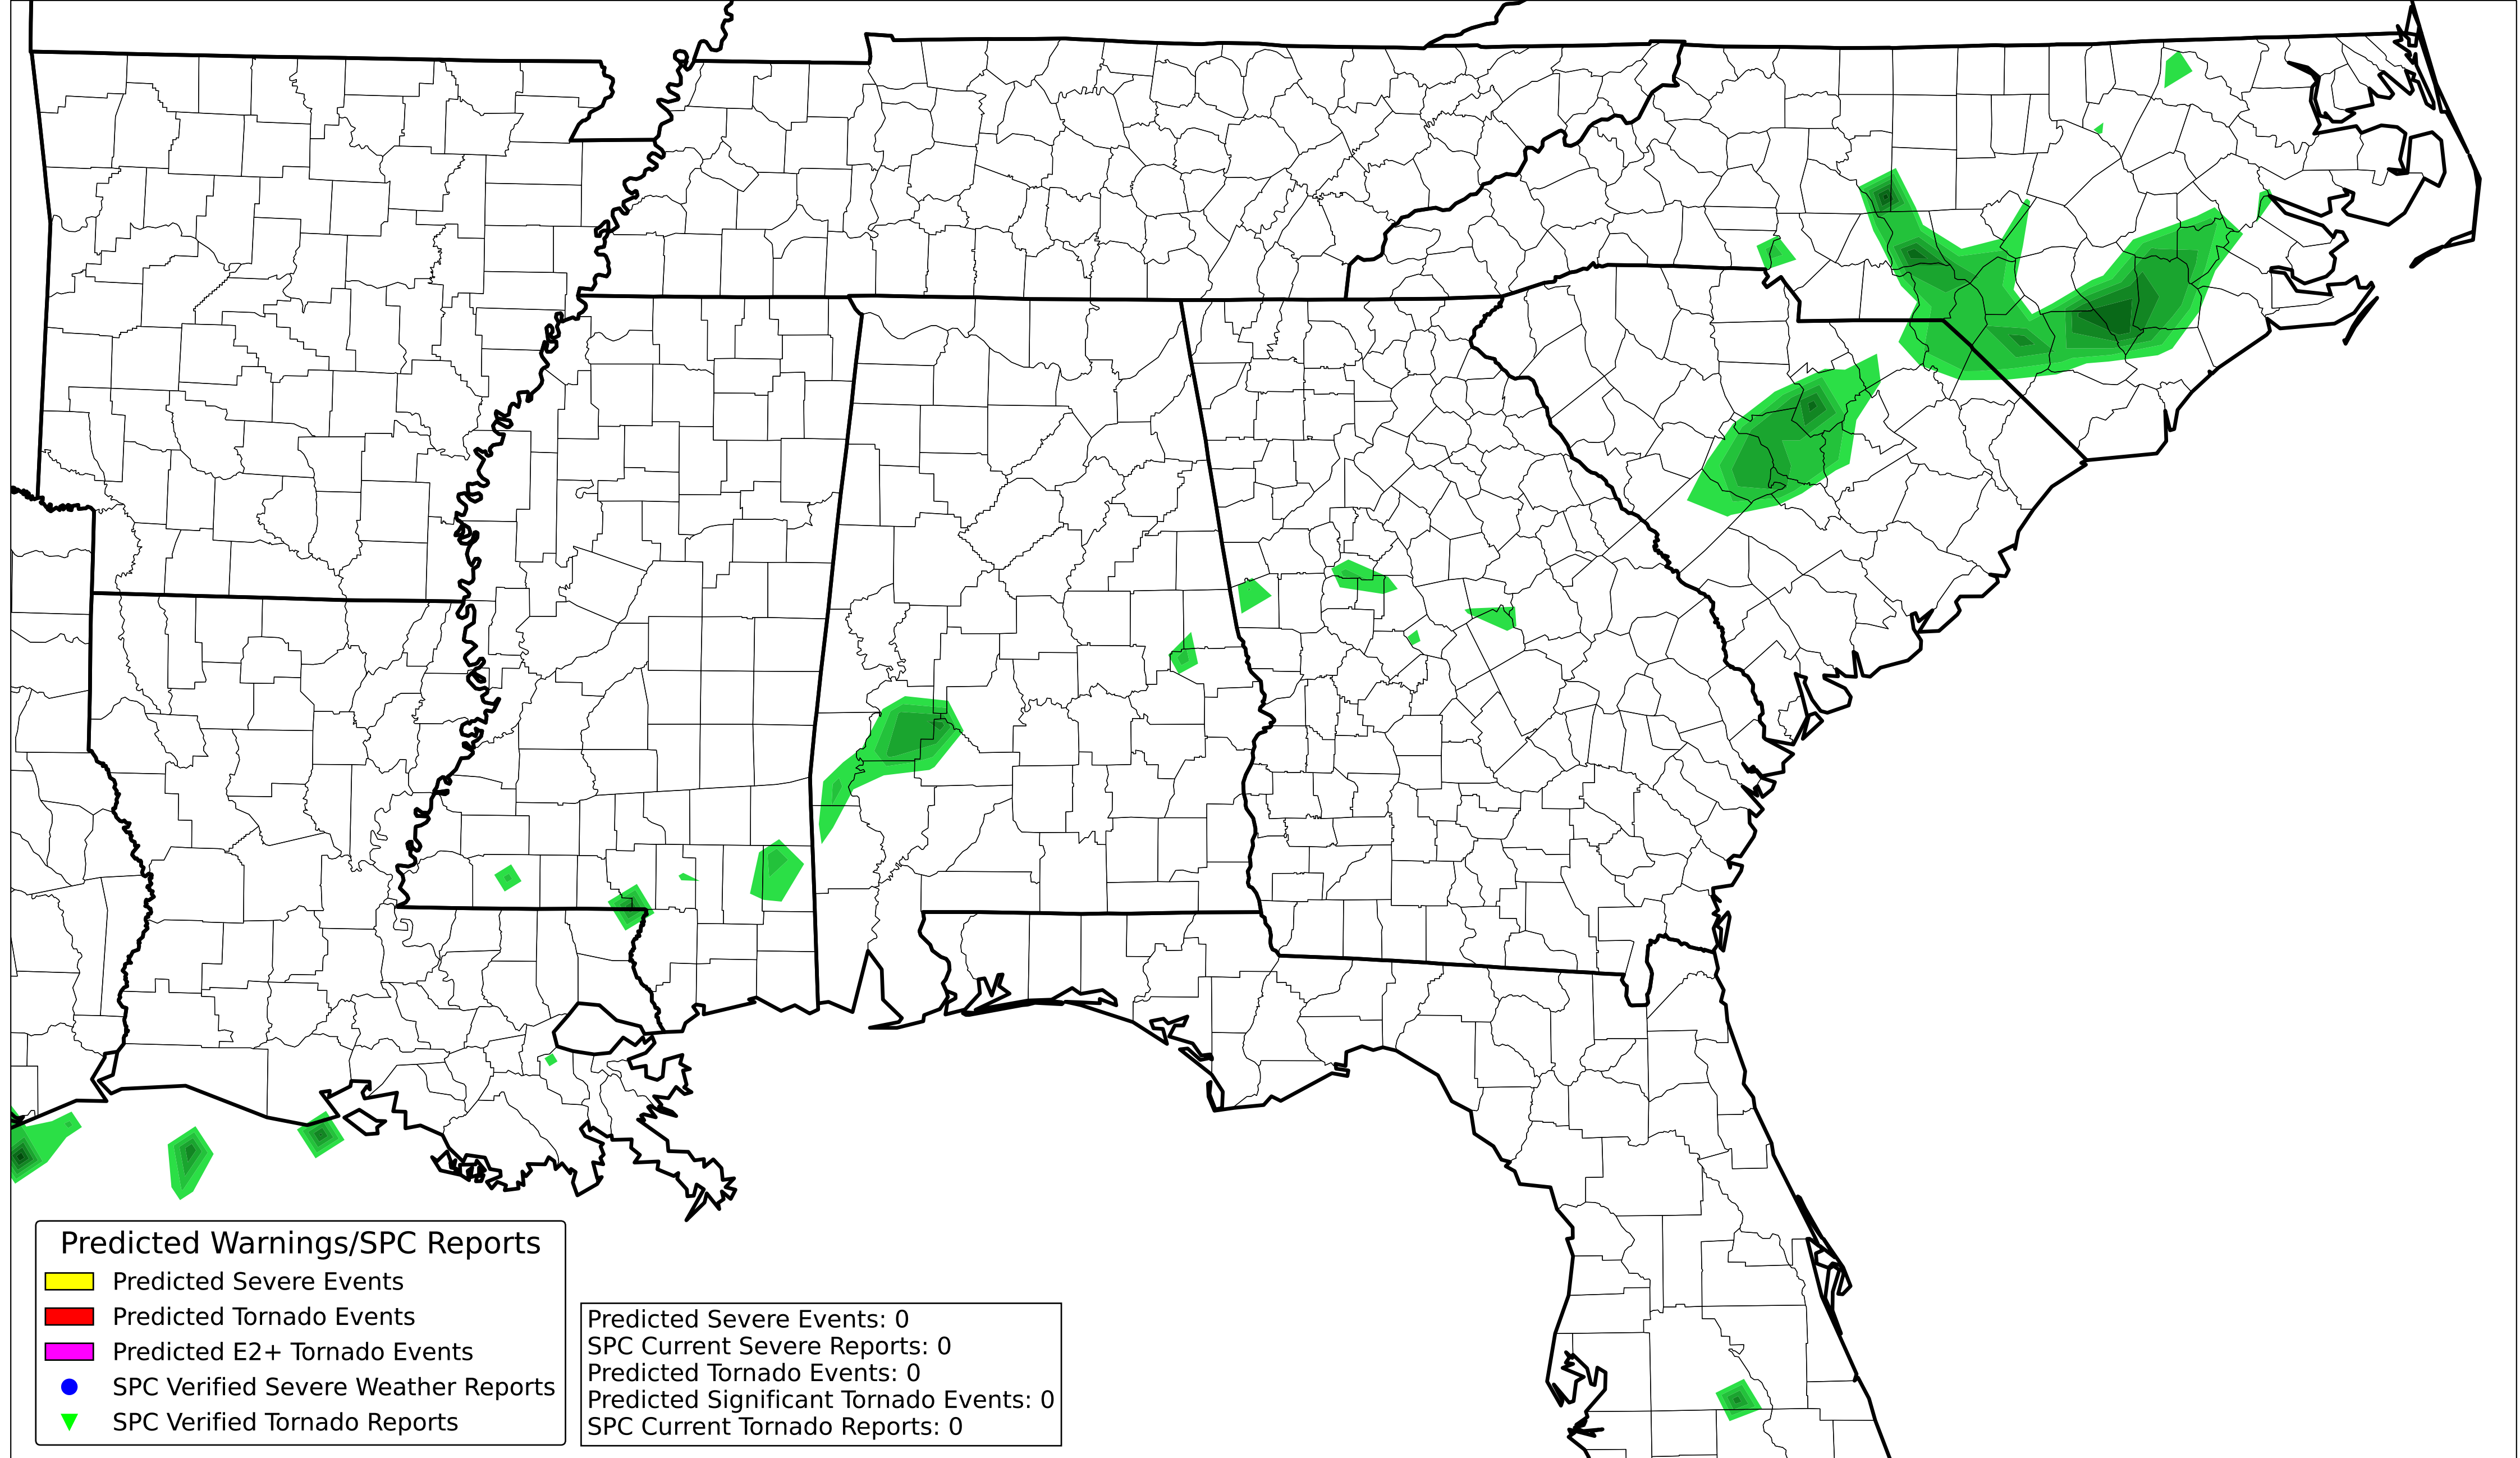 Predicted Warnings/SPC Reports
Predicted Severe Events
Predicted Tornado Events
Predicted E2+ Tornado Events
SPC Verified Severe Weather Reports
SPC Verified Tornado Reports
Predicted Severe Events: 0
SPC Current Severe Reports: 0
Predicted Tornado Events: 0
Predicted Significant Tornado Events: 0
SPC Current Tornado Reports: 0